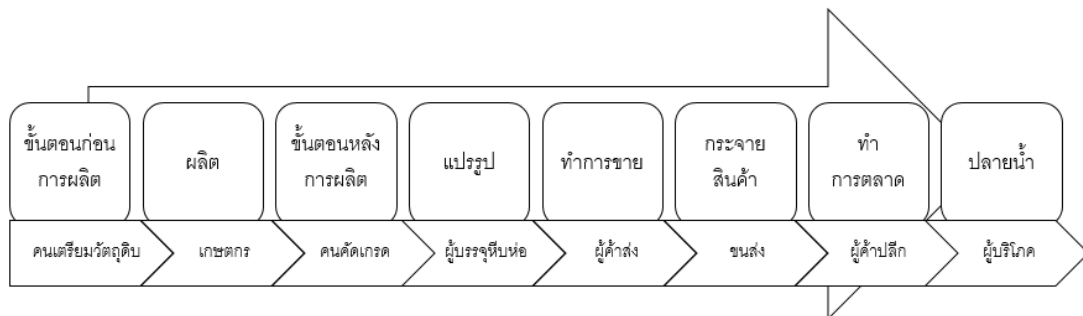 ขั้นตอนก่อน
การผลิต
ผลิต
ขั้นตอนหลัง
การผลิต
แปรรูป
ทำการขาย
กระจาย
สินค้า
ทำ
การตลาด
ปลายน้ำ
คนเตรียมวัตถุดิบ
เกษตกร
คนคัดเกรด
ผู้บรรจุหีบห่อ
ผู้ค้าส่ง
ขนส่ง
ผู้ค้าปลีก
ผู้บริโภค